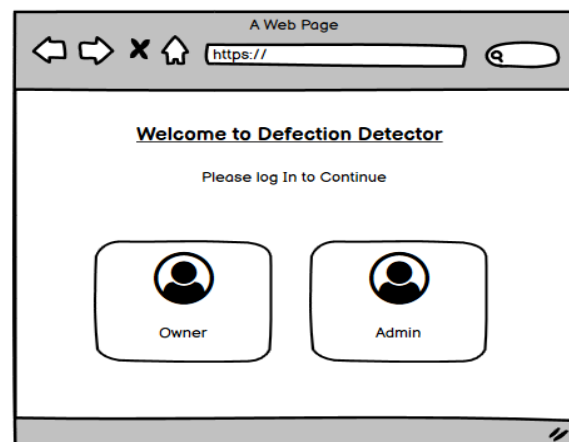 A Web Page
https://
Welcome to Defection Detector
Please log In to Continue
Owner
Admin